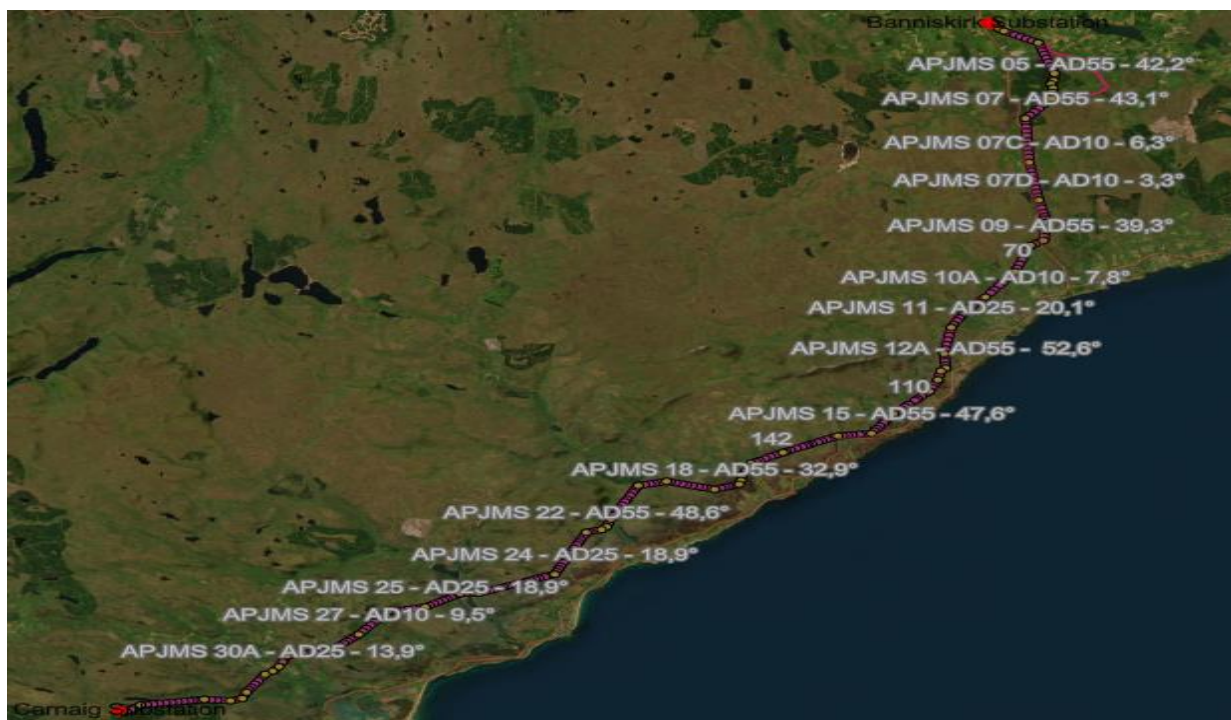 Banniskirk Substation
APJMS 05 - AD55 - 42,2°
APJMS 07 - AD55 - 43,1°
APJMS 07C - AD10 - 6,3°
APJMS 07D - AD10 - 3,3°
APJMS 09 - AD55 - 39,3°
70
APJMS 10A - AD10 - 7,8°
APJMS 11 - AD25 - 20,1°
APJMS 12A - AD55 - 52,6°
110
APJMS 15 - AD55 - 47,6°
142
APJMS 18 - AD55 - 32,9°
APJMS 22 - AD55 - 48,6°
APJMS 24 - AD25 - 18,9°
APJMS 25 - AD25 - 18,9°
APJMS 27 - AD10 - 9,5°
APJMS 30A - AD25 - 13,9°
Carnaig Substation